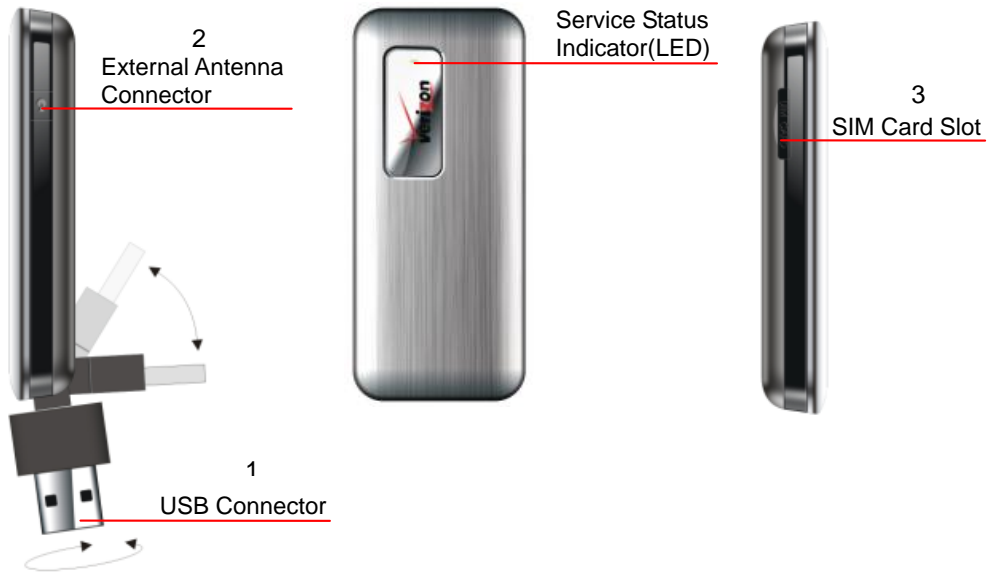 2
External Antenna
Connector
Service Status
Indicator(LED)
verizon
3
SIM Card Slot
1
USB Connector